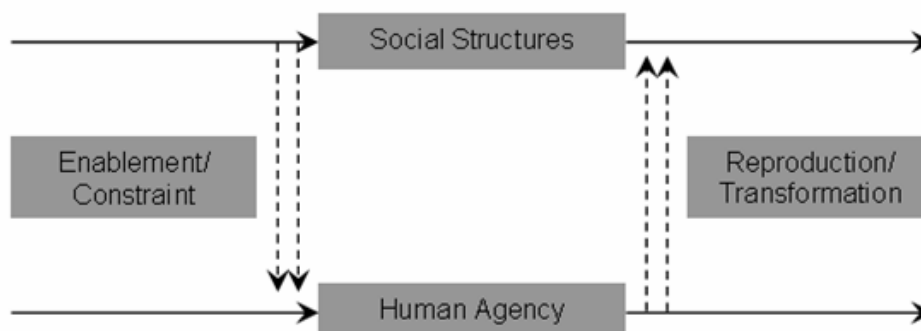 Social Structures
Enablement/
Constraint
Reproduction/
Transformation
Human Agency